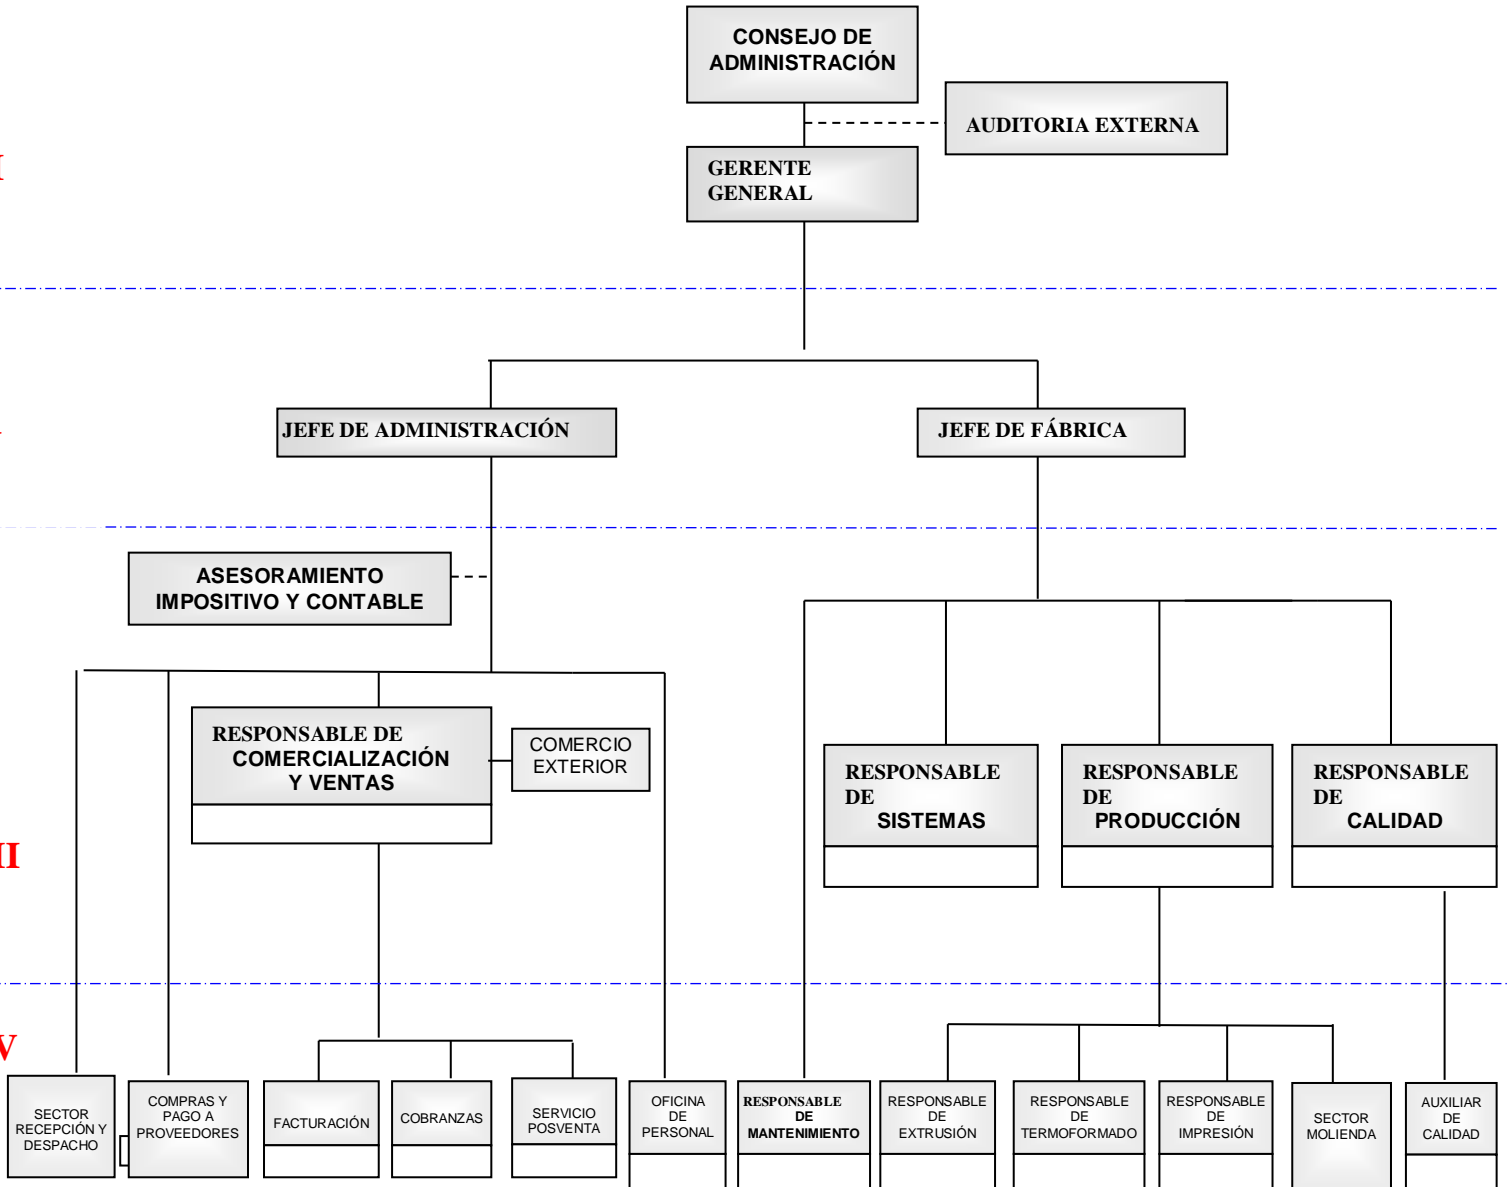 CONSEJO DE
ADMINISTRACIÓN
AUDITORIA EXTERNA
I
GERENTE
GENERAL
JEFE DE ADMINISTRACIÓN
JEFE DE FÁBRICA
ASESORAMIENTO
IMPOSITIVO Y CONTABLE
RESPONSABLE DE
COMERCIALIZACIÓN
Y VENTAS
COMERCIO
EXTERIOR
RESPONSABLE
DE
SISTEMAS
RESPONSABLE
DE
PRODUCCIÓN
RESPONSABLE
DE
CALIDAD
II
V
SECTOR
RECEPCIÓN Y
DESPACHO
COMPRAS Y
PAGO A
PROVEEDORES
FACTURACIÓN
COBRANZAS
SERVICIO
POSVENTA
OFICINA
DE
PERSONAL
RESPONSABLE
DE
MANTENIMIENTO
RESPONSABLE
DE
EXTRUSIÓN
RESPONSABLE
DE
TERMOFORMADO
RESPONSABLE
DE
IMPRESIÓN
SECTOR
MOLIENDA
AUXILIAR
DE
CALIDAD